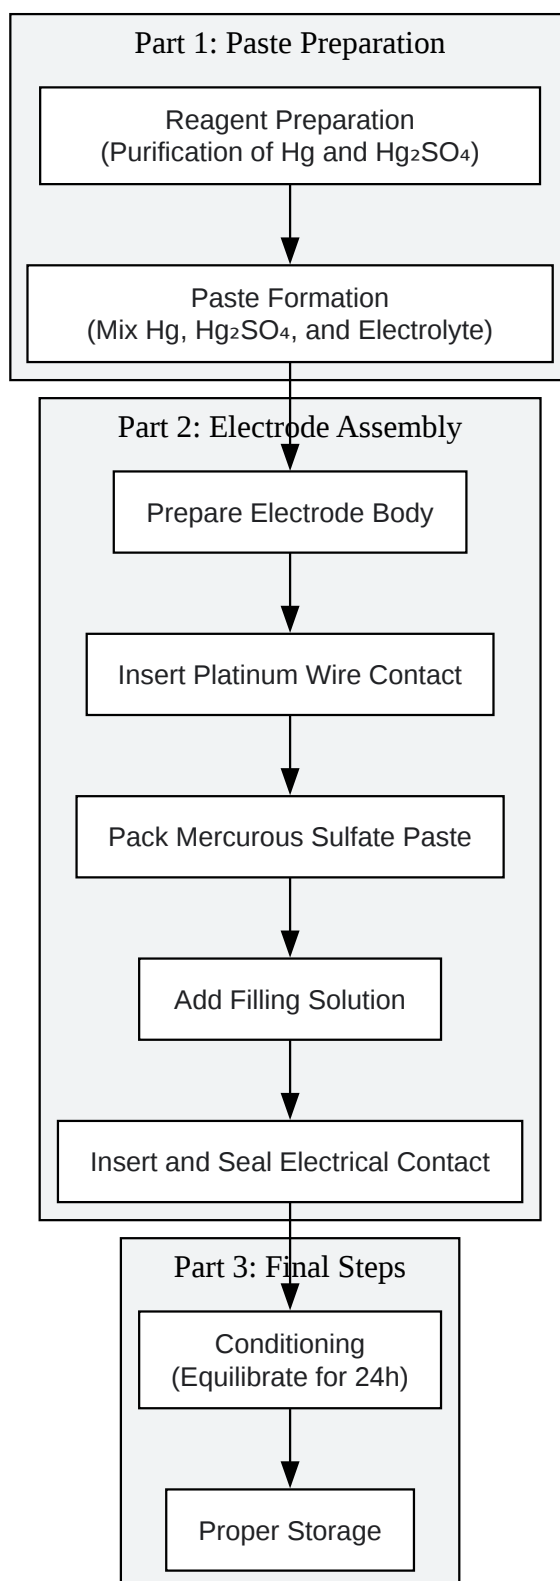 Part 1: Paste Preparation
Reagent Preparation
(Purification of Hg and Hg₂SO₄)
Paste Formation
(Mix Hg, Hg₂SO₄, and Electrolyte)
Part 2: Electrode Assembly
Prepare Electrode Body
Insert Platinum Wire Contact
Pack Mercurous Sulfate Paste
Add Filling Solution
Insert and Seal Electrical Contact
Part 3: Final Steps
Conditioning
(Equilibrate for 24h)
Proper Storage